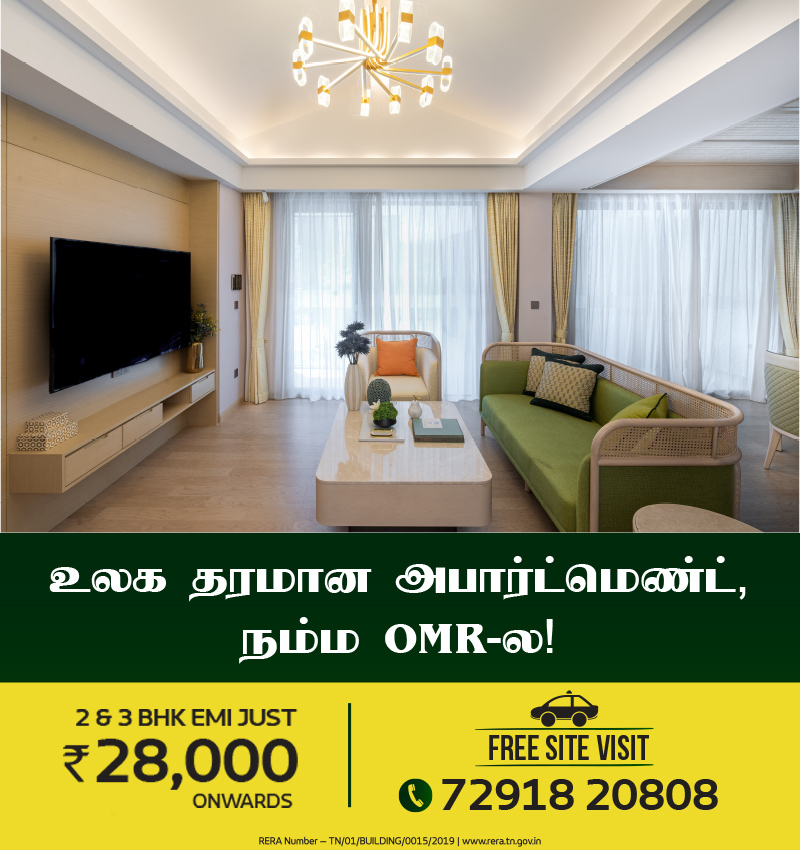 உலக தரமான அபார்ட்மெண்ட்,
நம்ம OMR-ல!
2 & 3 BHK EMI JUST
₹28,000
ONWARDS
FREE SITE VISIT
72918 20808
RERA Number – TN/01/BUILDING/0015/2019 | www.rera.tn.gov.in